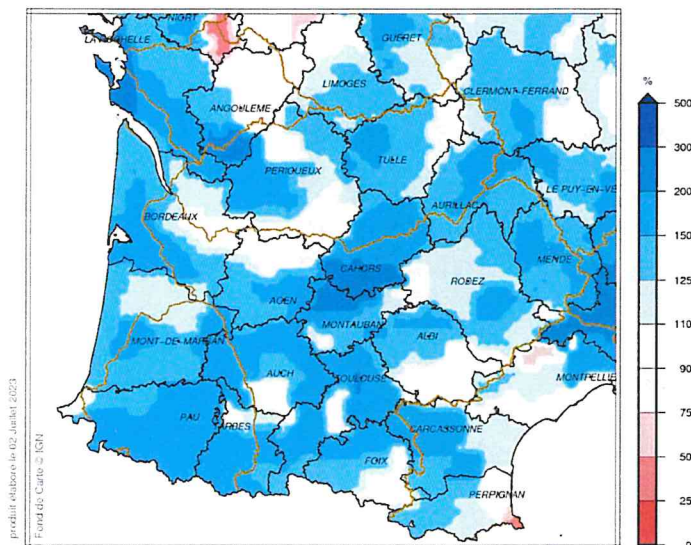 NIORT
GUERET
LA ROCHELLE
LIMOGES
CLERMONT-FERRAND
ANGOULEME
PERIGUEUX
TULLE
LE PUY-EN-VE
AURILLAC
BORDEAUX
CAHORS
RODEZ
MENDE
AGEN
MONTAUBAN
ALBI
MONT-DE-MARSAN
AUCH
TOULOUSE
MONTPELLIE
PAU
TARBES
CARCASSONNE
FOIX
PERPIGNAN
%
500
300
200
150
125
110
90
75
50
25
0
produit élaboré le 02 Juillet 2023
Fond de Carte © IGN